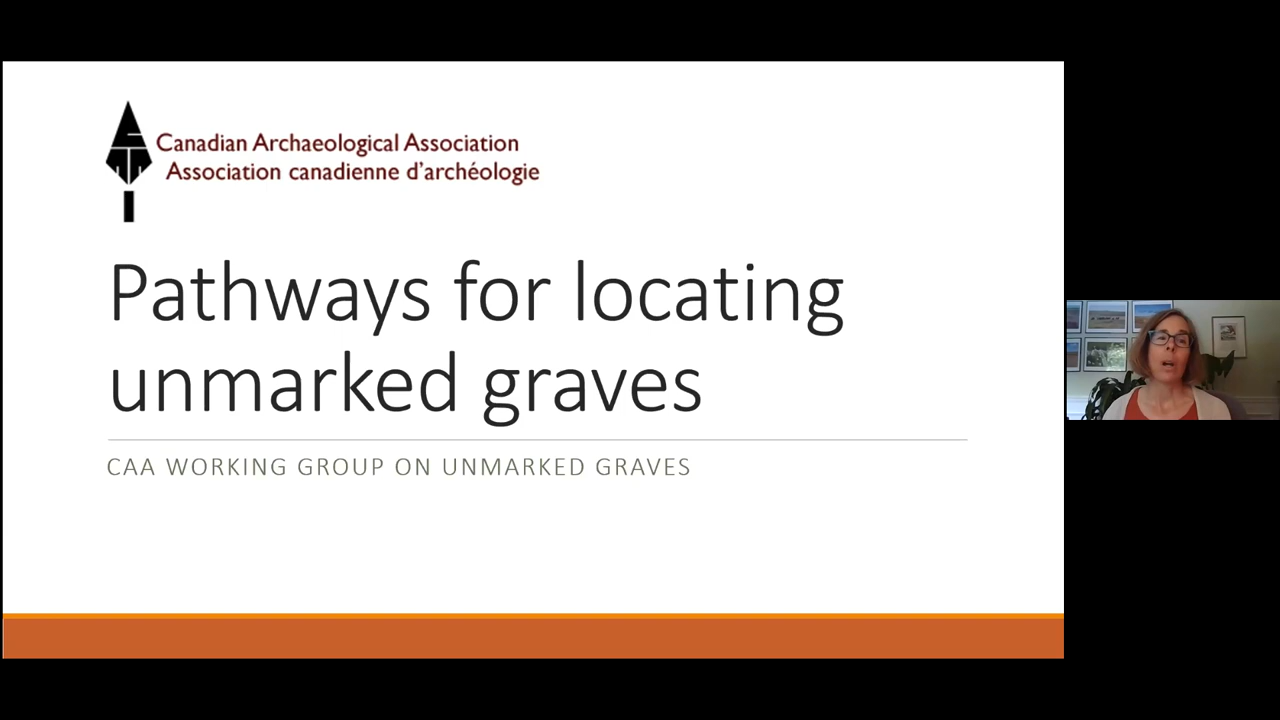 Canadian Archaeological Association
Association canadienne d'archéologie
Pathways for locating
unmarked graves
CAA WORKING GROUP ON UNMARKED GRAVES